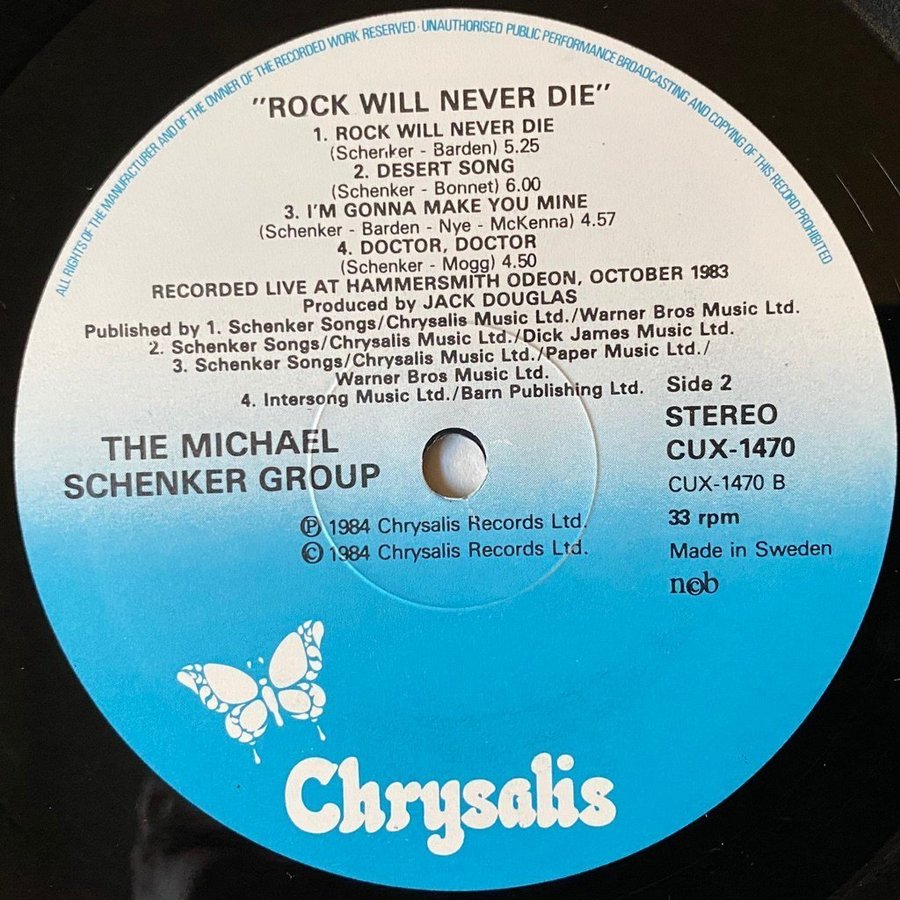 ALL RIGHTS OF THE MANUFACTURER AND OF THE OWNER OF THE RECORDED WORK RESERVED · UNAUTHORISED PUBLIC PERFORMANCE BROADCASTING AND COPYING OF THIS RECORD PROHIBITED
"ROCK WILL NEVER DIE"
1. ROCK WILL NEVER DIE
(Schenker - Barden) 5.25
2. DESERT SONG
(Schenker - Bonnet) 6.00
3. I'M GONNA MAKE YOU MINE
(Schenker - Barden - Nye - McKenna) 4.57
4. DOCTOR, DOCTOR
(Schenker - Mogg) 4.50
RECORDED LIVE AT HAMMERSMITH ODEON, OCTOBER 1983
Produced by JACK DOUGLAS
Published by 1. Schenker Songs/Chrysalis Music Ltd./Warner Bros Music Ltd.
2. Schenker Songs/Chrysalis Music Ltd./Dick James Music Ltd.
3. Schenker Songs/Chrysalis Music Ltd./Paper Music Ltd./
Warner Bros Music Ltd.
4. Intersong Music Ltd./Barn Publishing Ltd.
Side 2
STEREO
CUX-1470
CUX-1470 B
33 rpm
Made in Sweden
ncb
THE MICHAEL
SCHENKER GROUP
℗ 1984 Chrysalis Records Ltd.
© 1984 Chrysalis Records Ltd.
Chrysalis